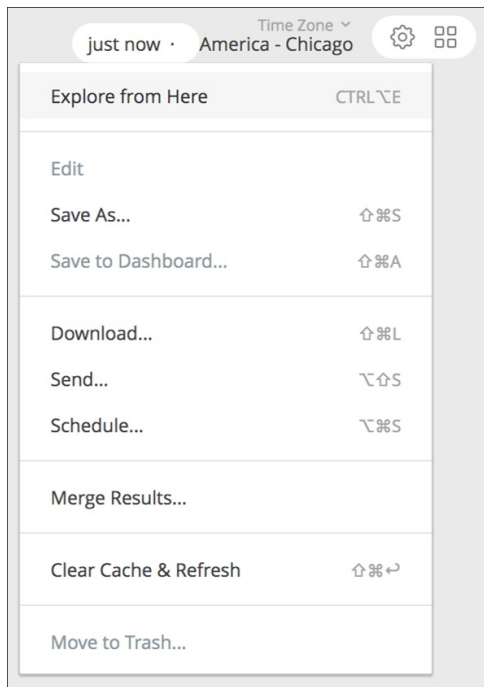 Time Zone
just now · America - Chicago
Explore from Here CTRL⌥E
Edit
Save As... ⇧⌘S
Save to Dashboard... ⇧⌘A
Download... ⇧⌘L
Send... ⌥⇧S
Schedule... ⌥⌘S
Merge Results...
Clear Cache & Refresh ⇧⌘↩
Move to Trash...